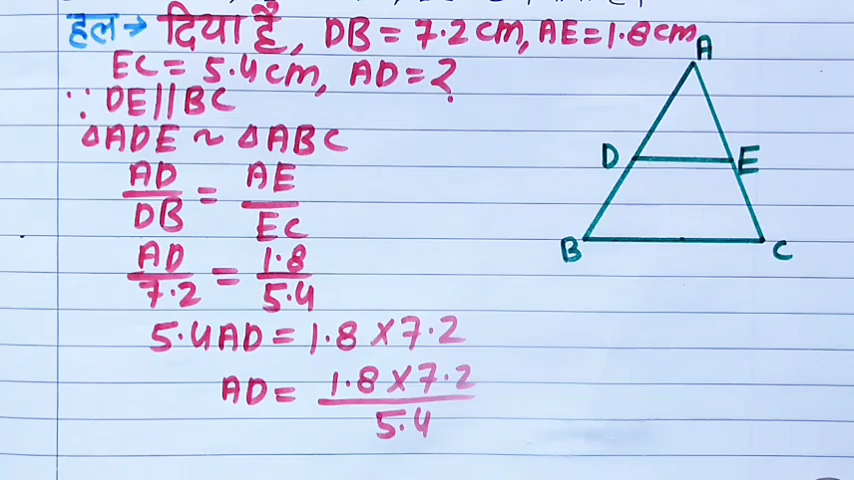 हल → दिया है, DB = 7.2 cm, AE = 1.8 cm
EC = 5.4 cm, AD = ?
∵ DE || BC
ΔADE ~ ΔABC
AD/DB = AE/EC
AD/7.2 = 1.8/5.4
5.4 AD = 1.8 × 7.2
AD = 1.8 × 7.2/5.4
A
D E
B C